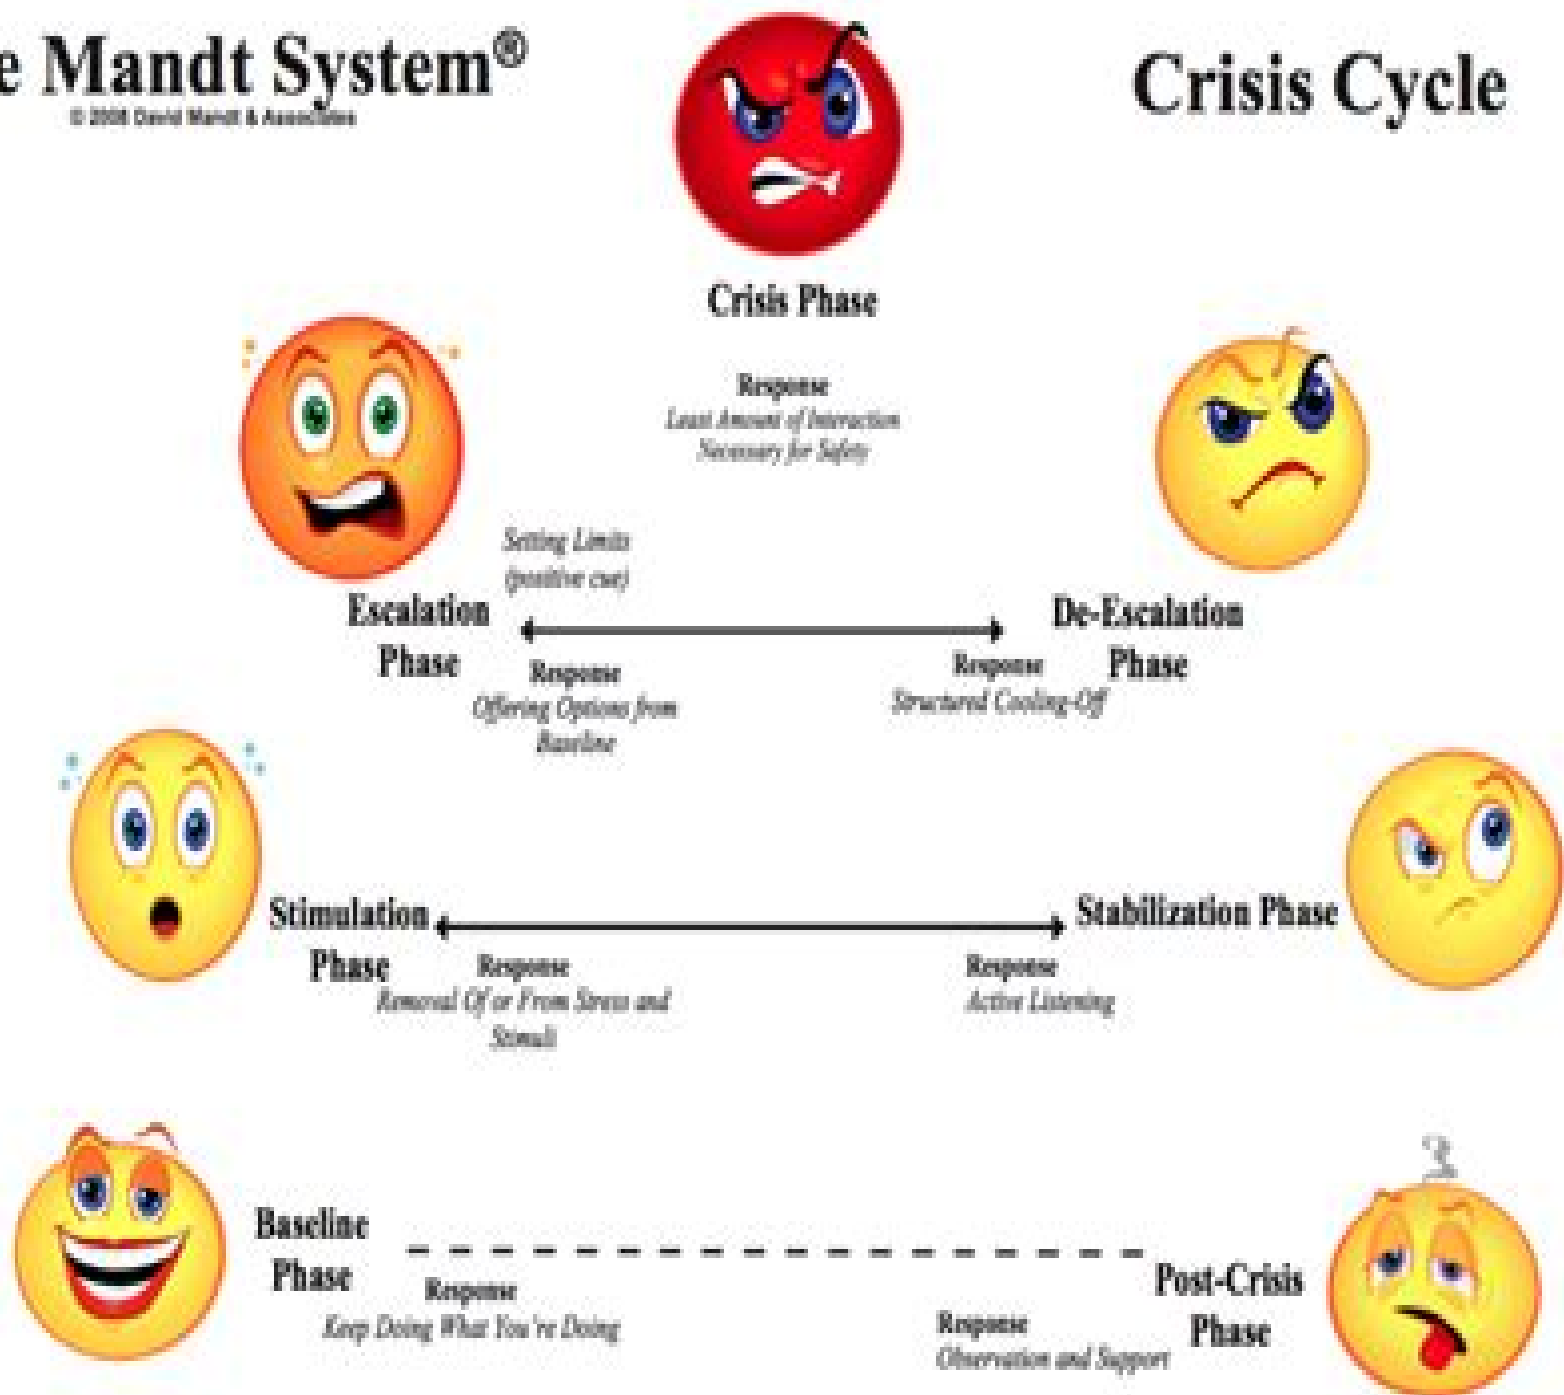 e Mandt System®
© 2008 David Mandt & Associates
Crisis Cycle
Crisis Phase
Response
Least Amount of Interaction
Necessary for Safety
Setting Limits
(positive cue)
Escalation
Phase
Response
Offering Options from
Baseline
De-Escalation
Phase
Response
Structured Cooling-Off
Stimulation
Phase
Response
Removal Of or From Stress and
Stimuli
Stabilization Phase
Response
Active Listening
Baseline
Phase
Response
Keep Doing What You're Doing
Post-Crisis
Phase
Response
Observation and Support